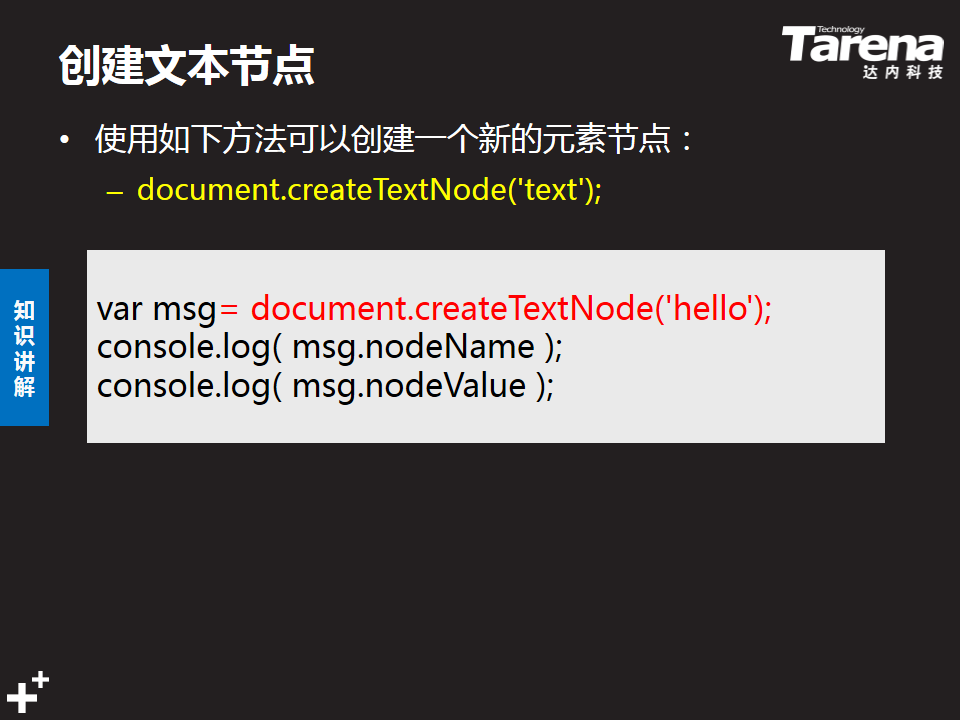 创建文本节点
Technology
Tarena
达内科技
• 使用如下方法可以创建一个新的元素节点：
– document.createTextNode('text');
知识讲解
var msg= document.createTextNode('hello');
console.log( msg.nodeName );
console.log( msg.nodeValue );